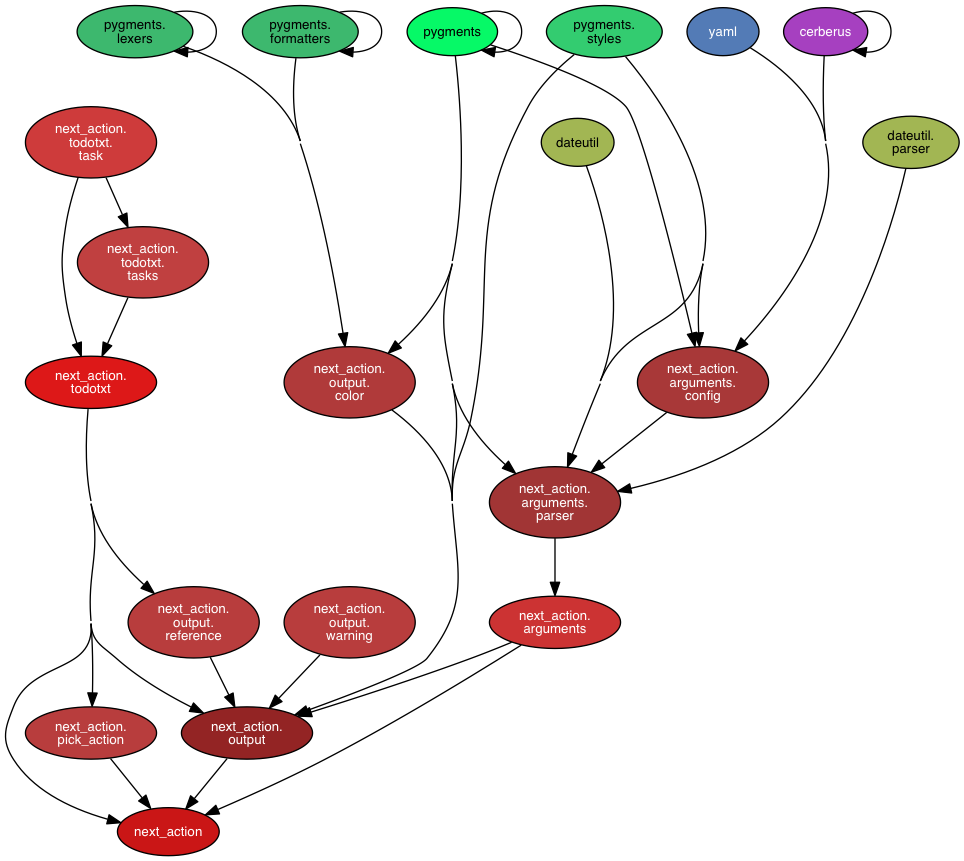 pygments.
lexers
pygments.
formatters
pygments
pygments.
styles
yaml
cerberus
next_action.
todotxt.
task
dateutil
dateutil.
parser
next_action.
todotxt.
tasks
next_action.
todotxt
next_action.
output.
color
next_action.
arguments.
config
next_action.
arguments.
parser
next_action.
output.
reference
next_action.
output.
warning
next_action.
arguments
next_action.
pick_action
next_action.
output
next_action